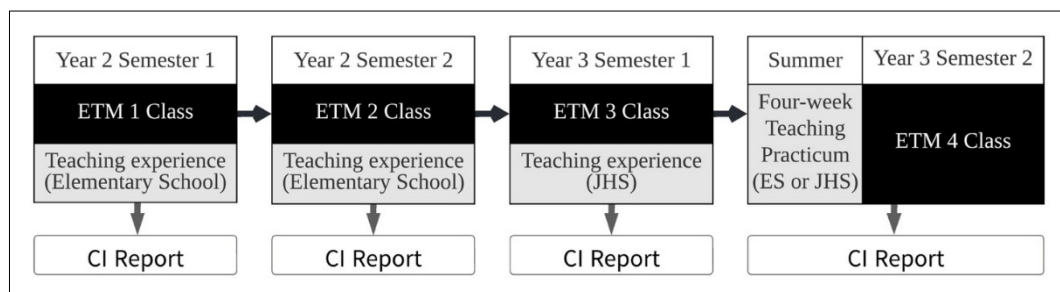 Year 2 Semester 1
ETM 1 Class
Teaching experience
(Elementary School)
CI Report
Year 2 Semester 2
ETM 2 Class
Teaching experience
(Elementary School)
CI Report
Year 3 Semester 1
ETM 3 Class
Teaching experience
(JHS)
CI Report
Summer
Year 3 Semester 2
Four-week
Teaching
Practicum
(ES or JHS)
ETM 4 Class
CI Report